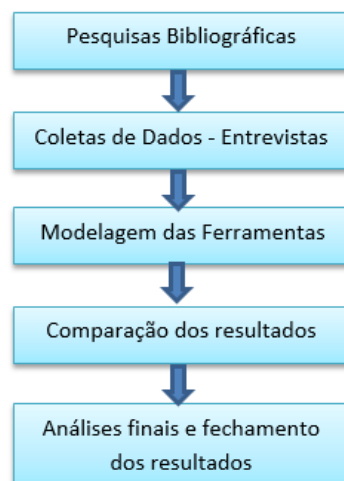 Pesquisas Bibliográficas
Coletas de Dados - Entrevistas
Modelagem das Ferramentas
Comparação dos resultados
Análises finais e fechamento
dos resultados